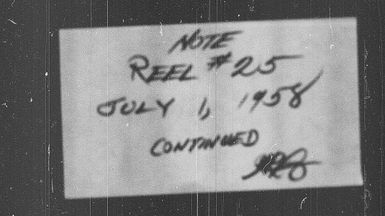 NOTE
REEL #25
JULY 1, 1958
CONTINUED